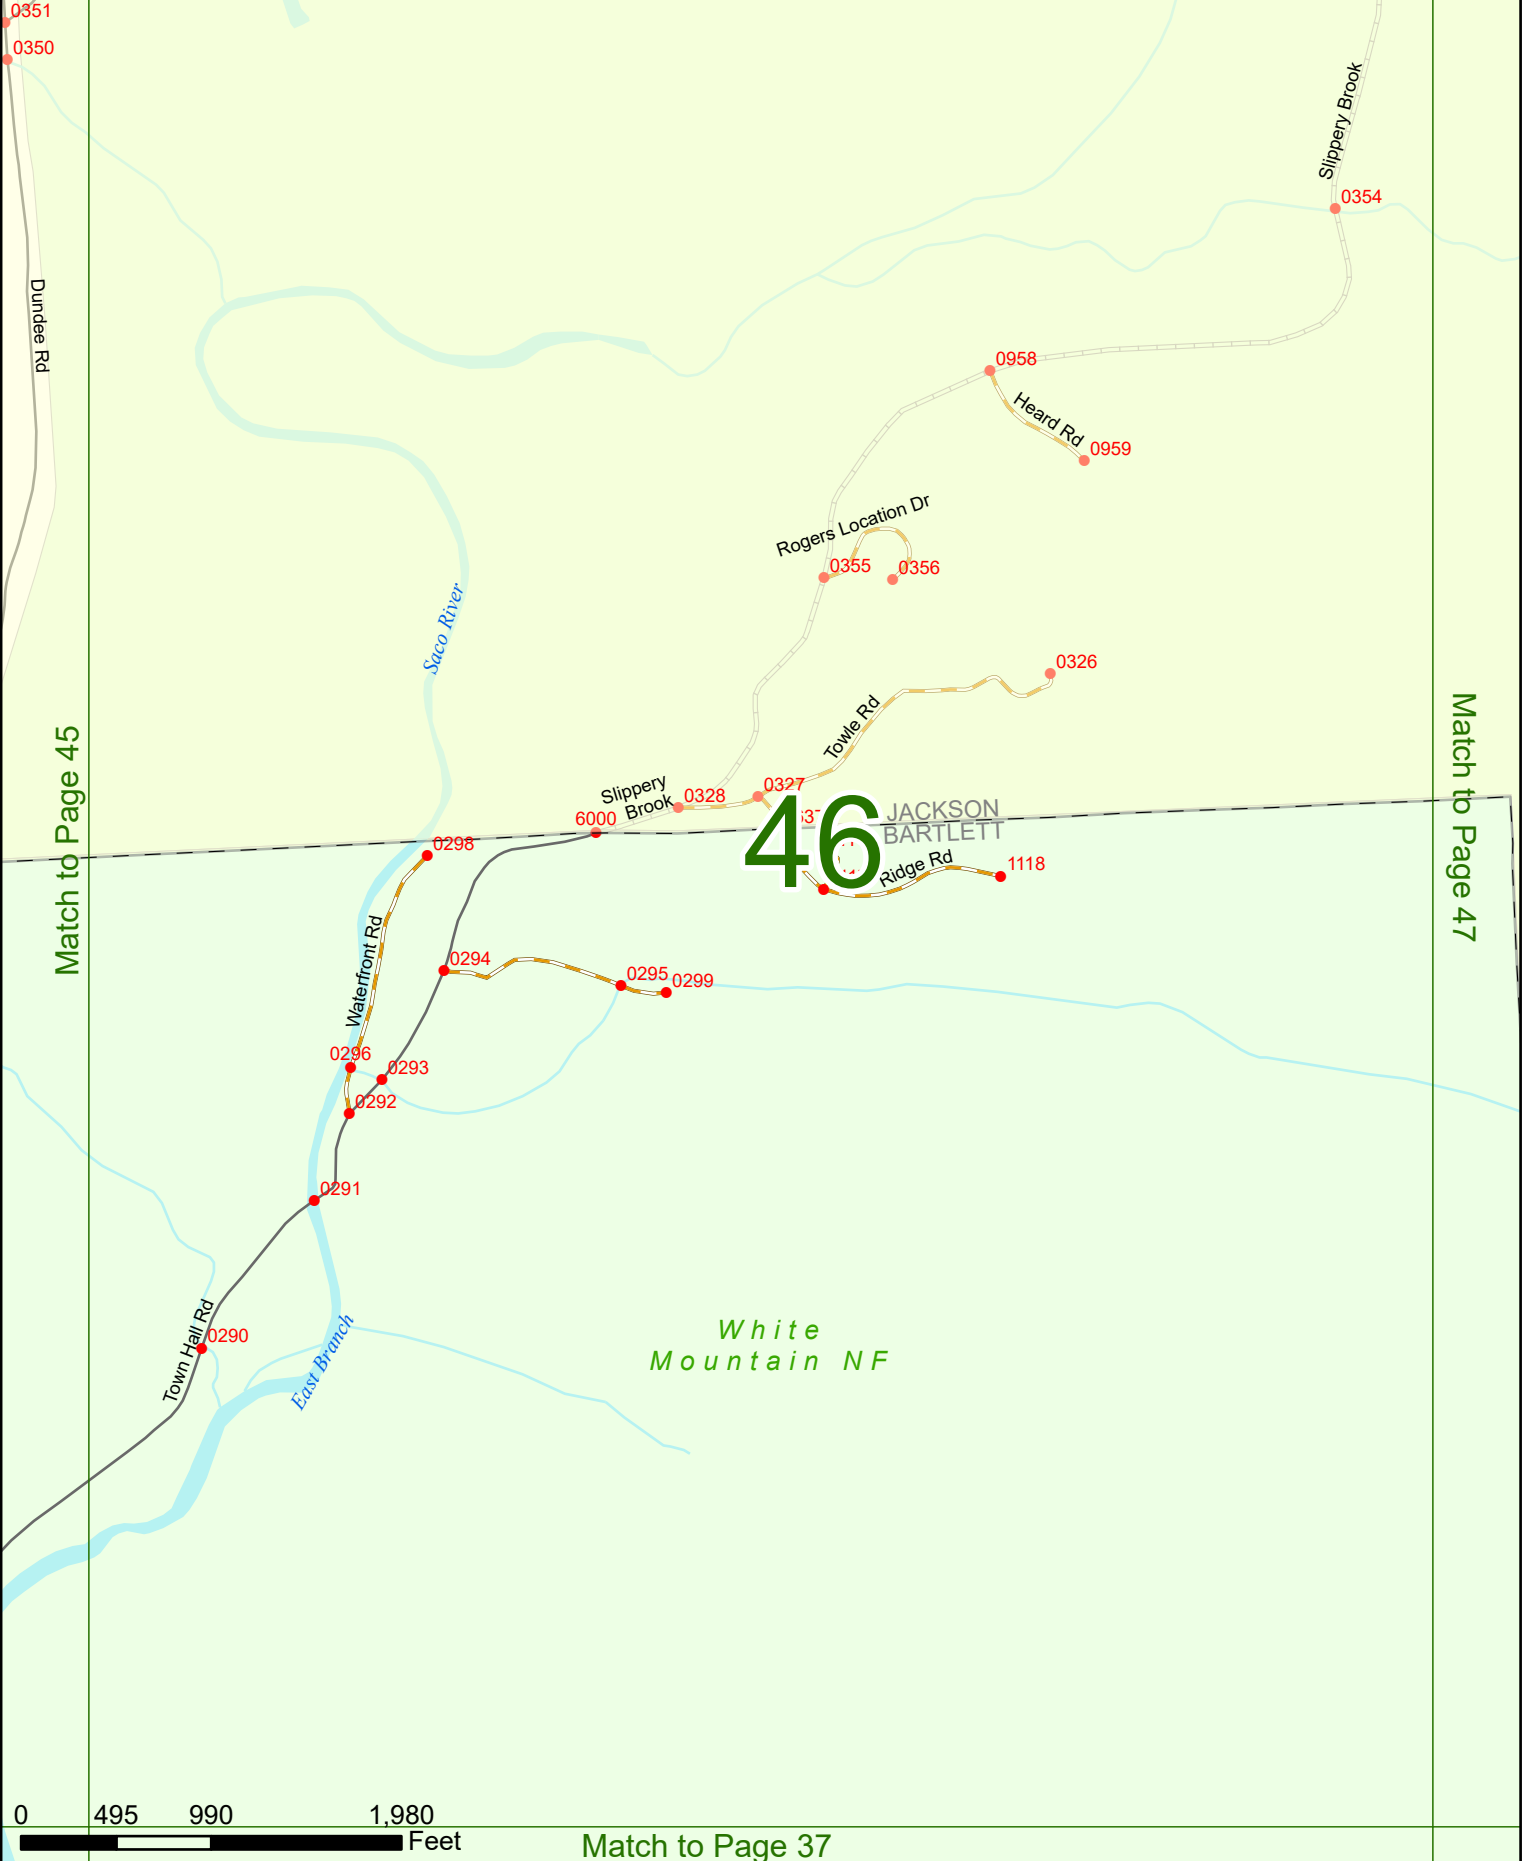 0351
0350
Slippery Brook
0354
Dundee Rd
0958
Heard Rd
0959
Rogers Location Dr
0355
0356
Saco River
0326
Towle Rd
Match to Page 45
Match to Page 47
Slippery
Brook
0328
0327
6000
JACKSON
BARTLETT
46
0298
Ridge Rd
1118
Waterfront Rd
0294
0295
0299
0296
0293
0292
0291
Town Hall Rd
0290
East Branch
White
Mountain NF
0 495 990 1,980
Feet
Match to Page 37